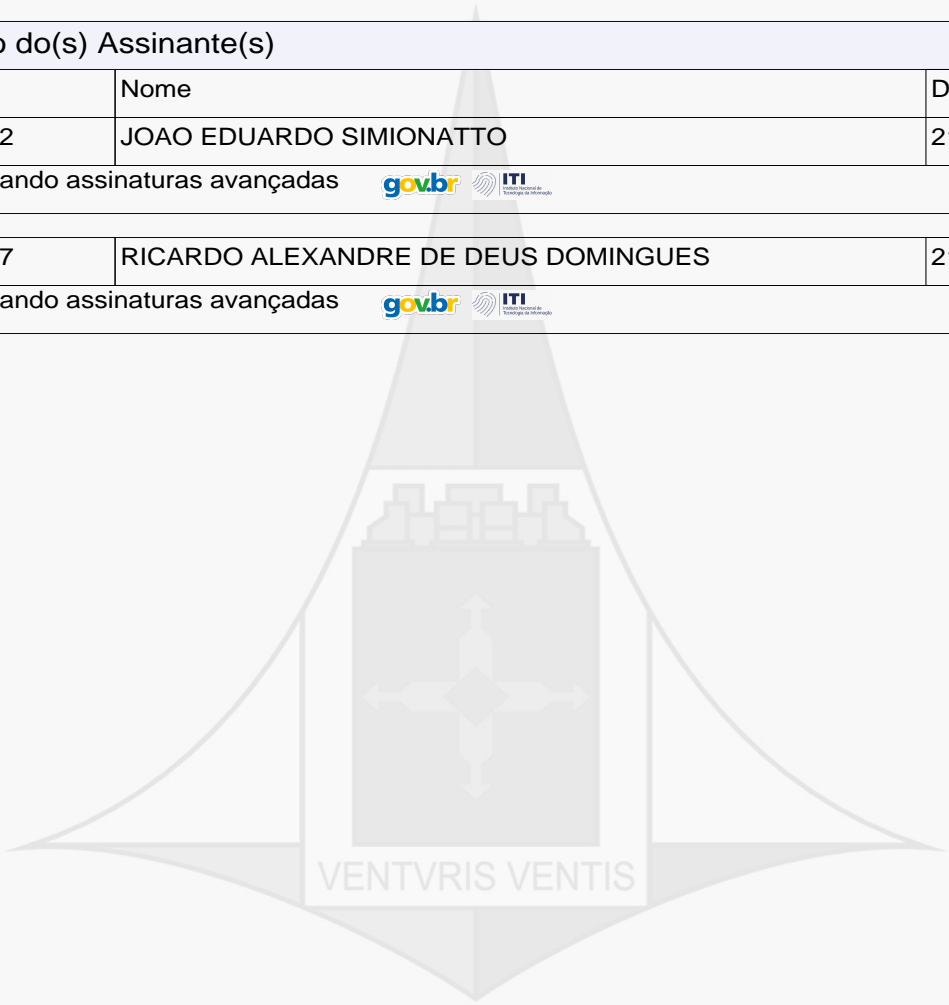 o do(s) Assinante(s)
Nome D
2 JOAO EDUARDO SIMIONATTO 2
ando assinaturas avançadas gov.br ITI
7 RICARDO ALEXANDRE DE DEUS DOMINGUES 2
ando assinaturas avançadas gov.br ITI
VENTVRIS VENTIS